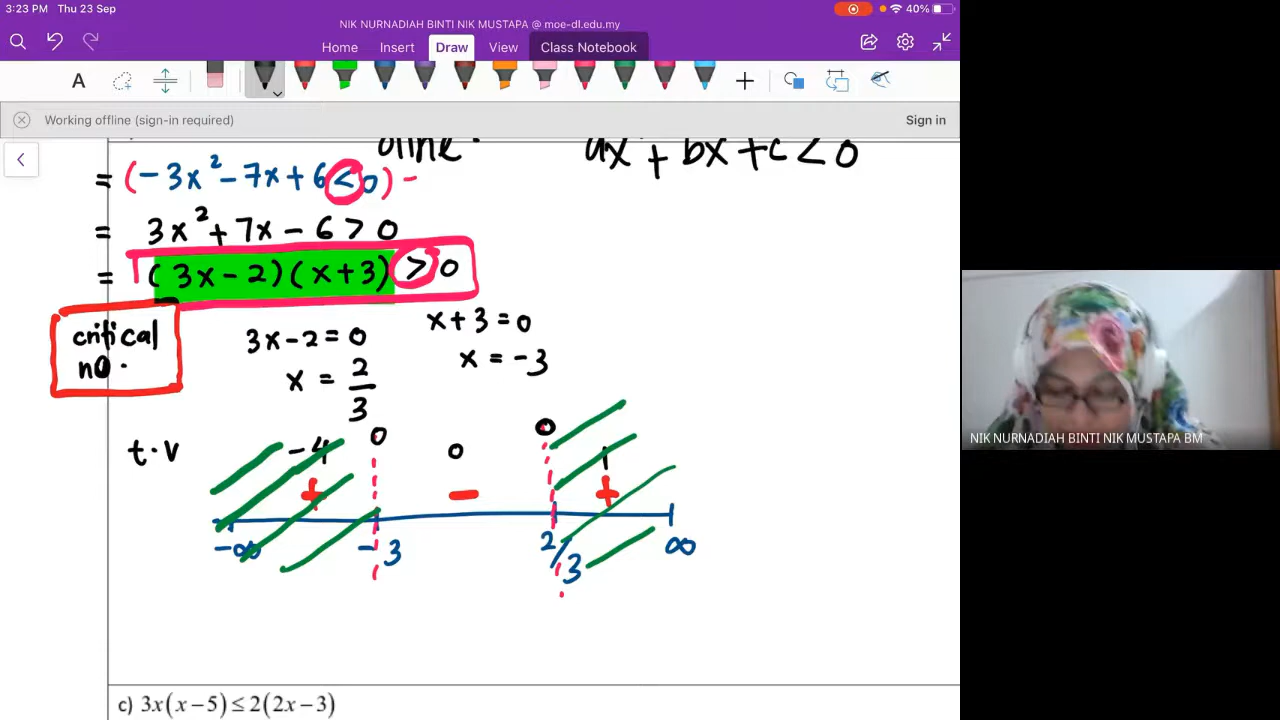 3:23 PM Thu 23 Sep
40%
NIK NURNADIAH BINTI NIK MUSTAPA @ moe-dl.edu.my
Home Insert Draw View Class Notebook
A
Working offline (sign-in required) Sign in
ax² + bx + c < 0
= (-3x² - 7x + 6 < 0) -
= 3x² + 7x - 6 > 0
= (3x - 2)(x + 3) > 0
critical
no.
3x - 2 = 0 x + 3 = 0
x = 2/3 x = -3
0 0
t.v -4 0 1
+ - +
-∞ -3 2/3 ∞
c) 3x(x-5) ≤ 2(2x-3)
NIK NURNADIAH BINTI NIK MUSTAPA BM